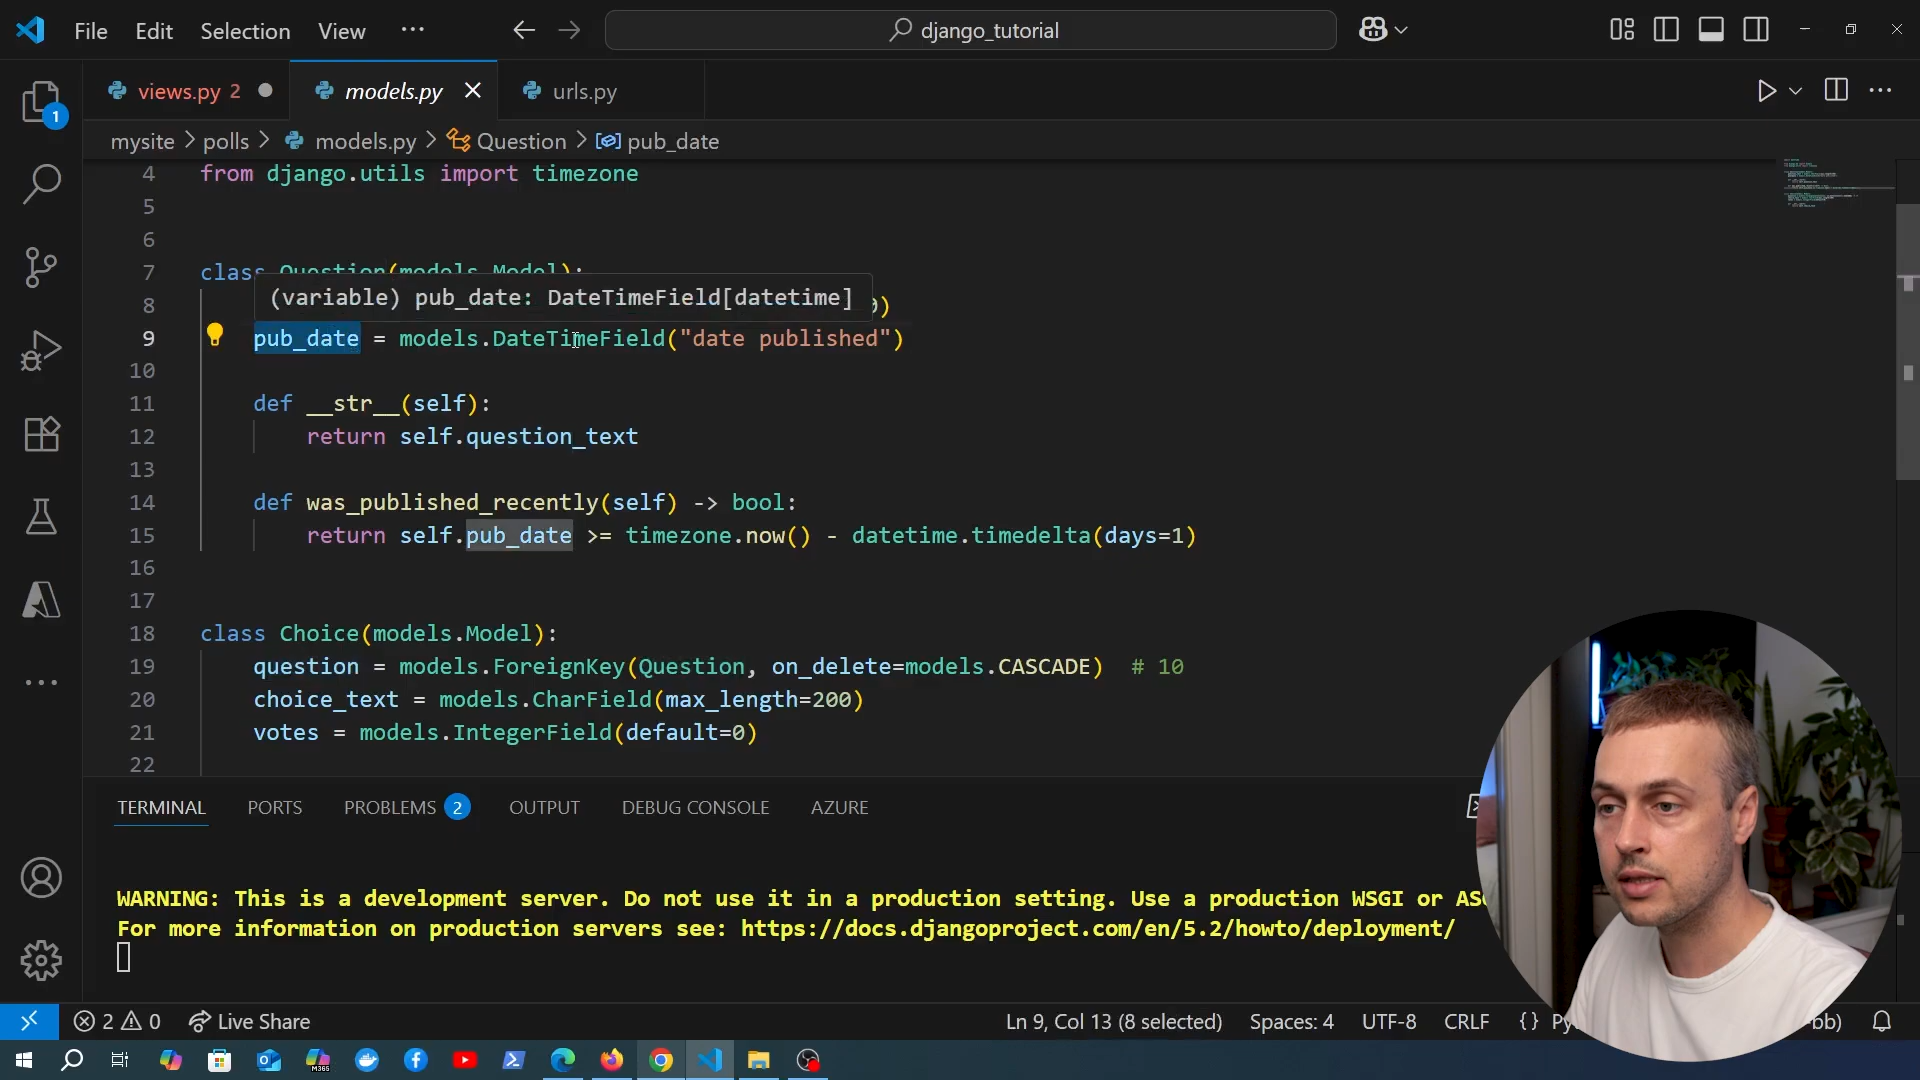 File Edit Selection View ··· django_tutorial
views.py 2 models.py urls.py
mysite > polls > models.py > Question > pub_date
4 from django.utils import timezone
5
6
7 class Question(models.Model):
(variable) pub_date: DateTimeField[datetime]
8 )
9 pub_date = models.DateTimeField("date published")
10
11 def __str__(self):
12 return self.question_text
13
14 def was_published_recently(self) -> bool:
15 return self.pub_date >= timezone.now() - datetime.timedelta(days=1)
16
17
18 class Choice(models.Model):
19 question = models.ForeignKey(Question, on_delete=models.CASCADE) # 10
20 choice_text = models.CharField(max_length=200)
21 votes = models.IntegerField(default=0)
22
1
TERMINAL PORTS PROBLEMS 2 OUTPUT DEBUG CONSOLE AZURE
WARNING: This is a development server. Do not use it in a production setting. Use a production WSGI or
For more information on production servers see: https://docs.djangoproject.com/en/5.2/howto/deployment/
2 0 Live Share Ln 9, Col 13 (8 selected) Spaces: 4 UTF-8 CRLF {}